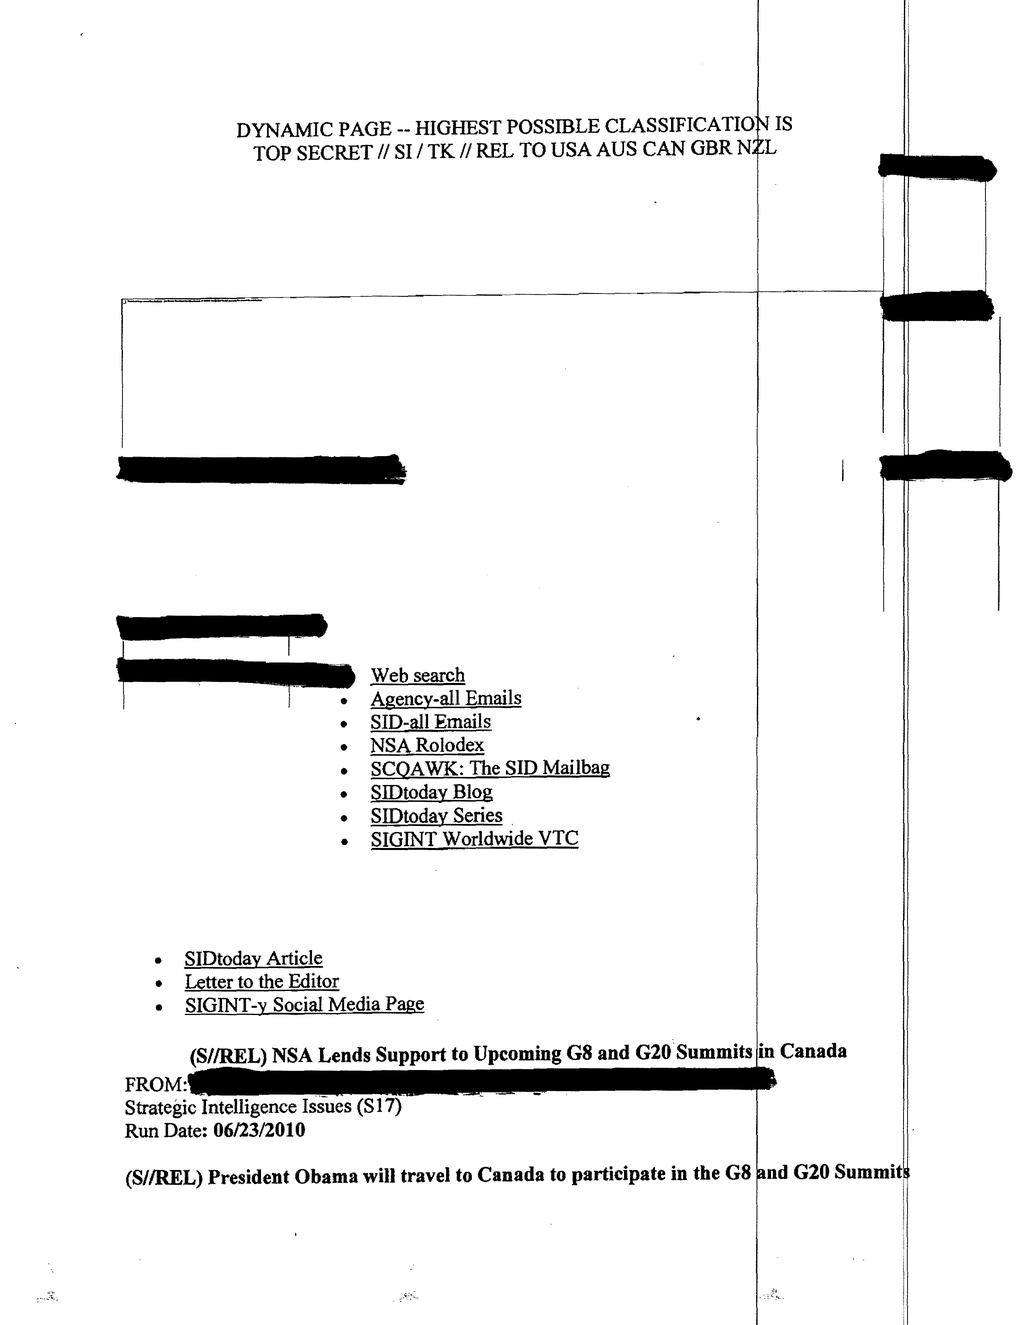 DYNAMIC PAGE -- HIGHEST POSSIBLE CLASSIFICATION IS
TOP SECRET // SI / TK // REL TO USA AUS CAN GBR NZL
Web search
• Agency-all Emails
• SID-all Emails
• NSA Rolodex
• SCQAWK: The SID Mailbag
• SIDtoday Blog
• SIDtoday Series
• SIGINT Worldwide VTC
• SIDtoday Article
• Letter to the Editor
• SIGINT-y Social Media Page
(S//REL) NSA Lends Support to Upcoming G8 and G20 Summits in Canada
FROM:
Strategic Intelligence Issues (S17)
Run Date: 06/23/2010
(S//REL) President Obama will travel to Canada to participate in the G8 and G20 Summits